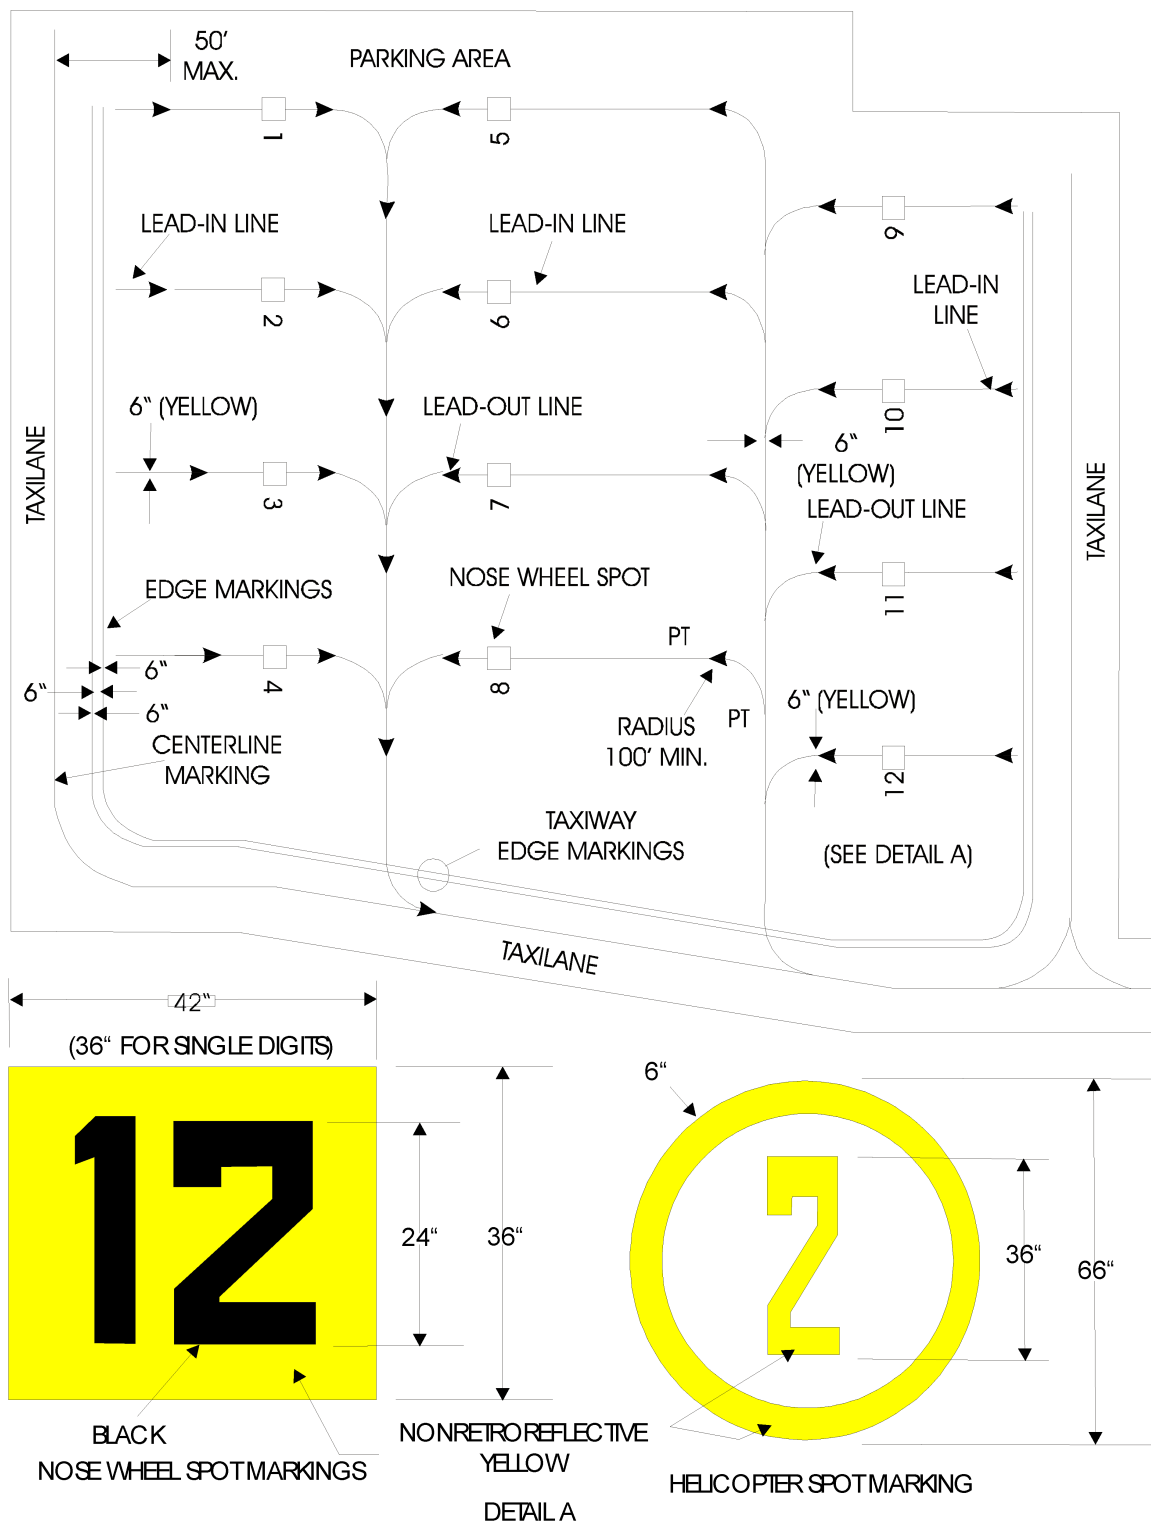 50'
MAX.
PARKING AREA
1
5
9
LEAD-IN LINE
LEAD-IN LINE
LEAD-IN
LINE
2
6
10
6“ (YELLOW)
LEAD-OUT LINE
6“
(YELLOW)
LEAD-OUT LINE
TAXILANE
TAXILANE
3
7
NOSE WHEEL SPOT
EDGE MARKINGS
11
PT
4
8
6“
6“
6“
PT
RADIUS
100' MIN.
6“ (YELLOW)
CENTERLINE
MARKING
12
TAXIWAY
EDGE MARKINGS
(SEE DETAIL A)
TAXILANE
42“
(36“ FOR SINGLE DIGITS)
12
24“
36“
BLACK
NOSE WHEEL SPOT MARKINGS
6“
2
36“
66“
NONRETROREFLECTIVE
YELLOW
HELICOPTER SPOT MARKING
DETAIL A